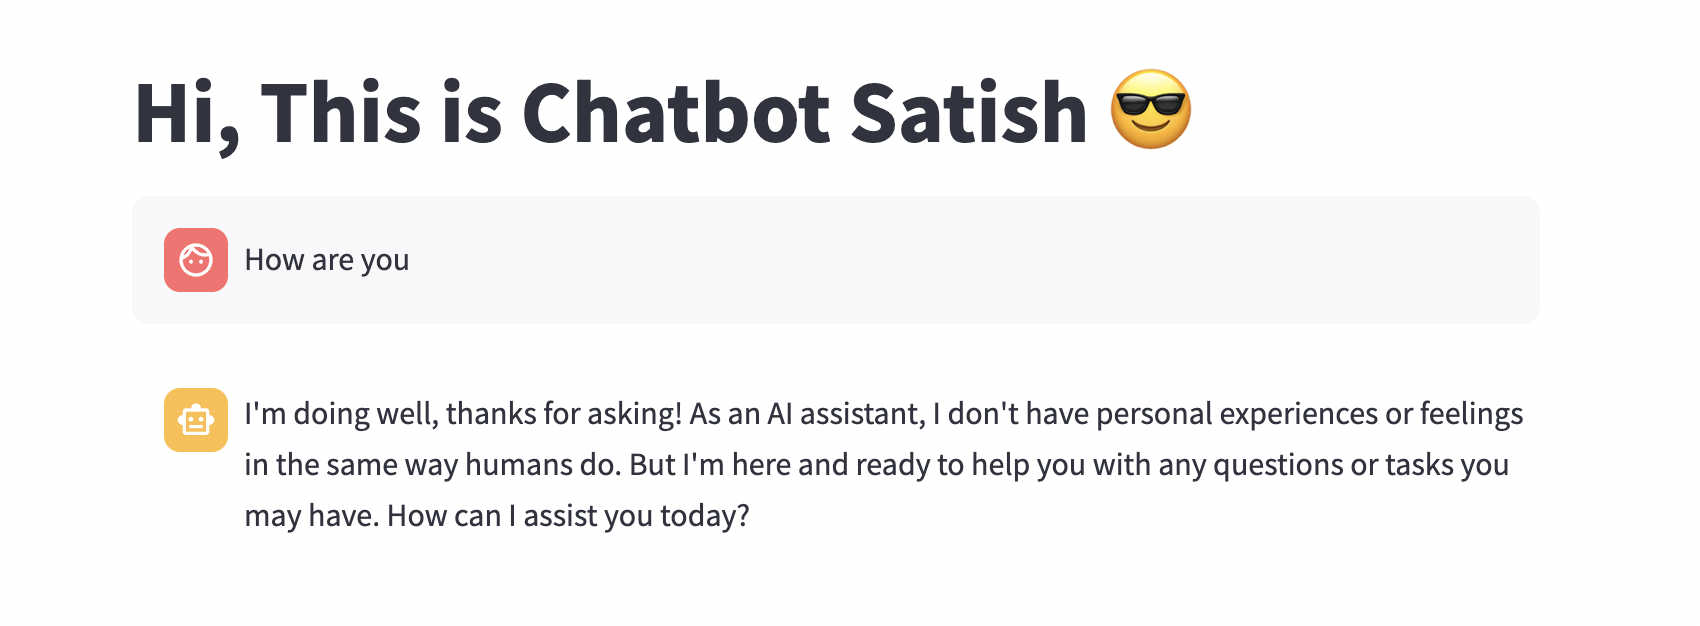 Hi, This is Chatbot Satish 😎
How are you
I'm doing well, thanks for asking! As an AI assistant, I don't have personal experiences or feelings
in the same way humans do. But I'm here and ready to help you with any questions or tasks you
may have. How can I assist you today?